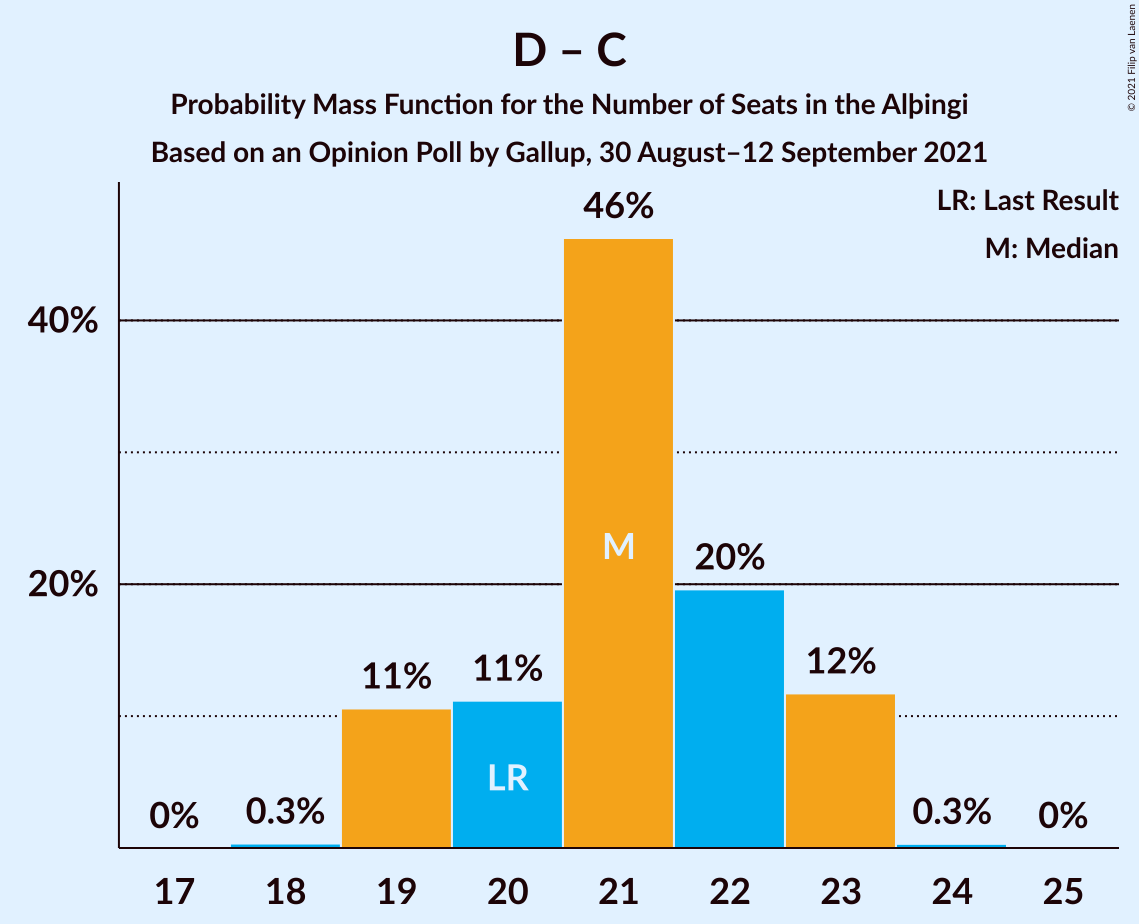 D – C
Probability Mass Function for the Number of Seats in the Alþingi
Based on an Opinion Poll by Gallup, 30 August–12 September 2021
© 2021 Filip van Laenen
LR: Last Result
M: Median
46%
40%
M
20%
20%
11%
11%
12%
LR
0%
0.3%
0.3%
0%
17 18 19 20 21 22 23 24 25